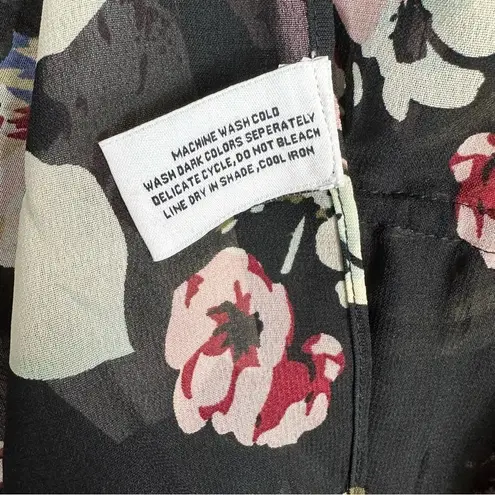 MACHINE WASH COLD
WASH DARK COLORS SEPERATELY
DELICATE CYCLE, DO NOT BLEACH
LINE DRY IN SHADE ,COOL IRON